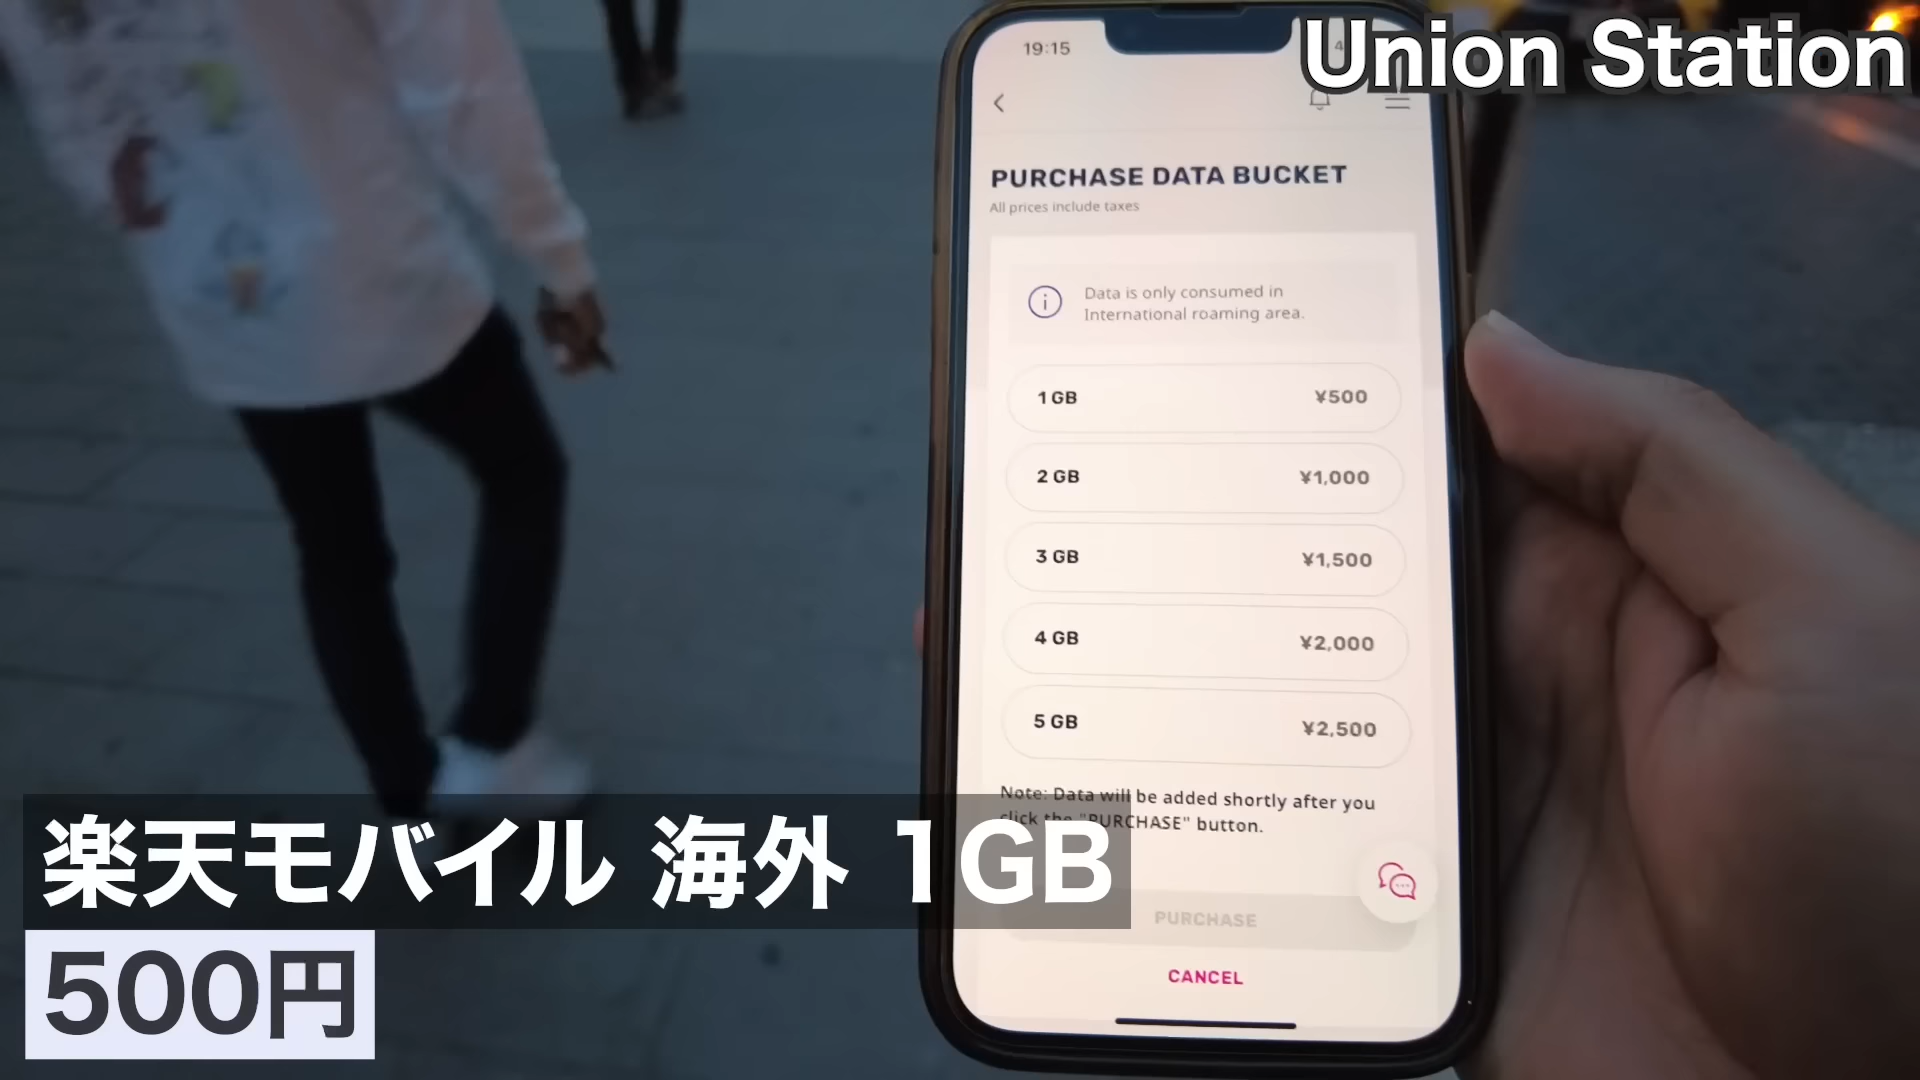 Union Station
19:15
PURCHASE DATA BUCKET
All prices include taxes
Data is only consumed in
International roaming area.
1 GB ¥500
2 GB ¥1,000
3 GB ¥1,500
4 GB ¥2,000
5 GB ¥2,500
Note: Data will be added shortly after you
click the "PURCHASE" button.
PURCHASE
CANCEL
楽天モバイル 海外 1GB
500円